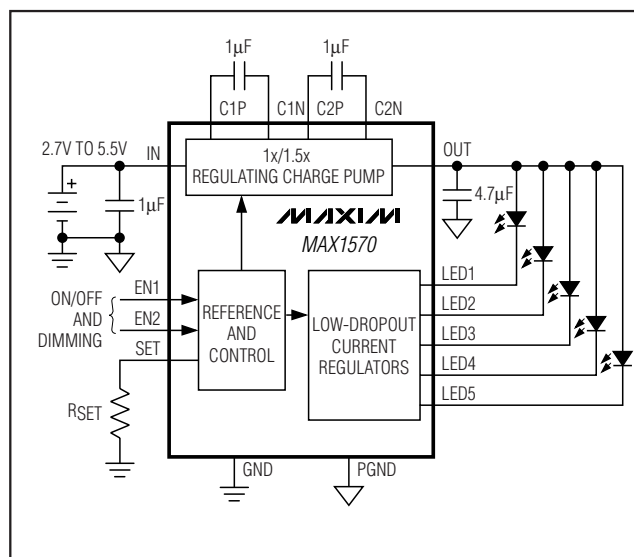 1µF
1µF
C1P
C1N
C2P
C2N
2.7V TO 5.5V
IN
1x/1.5x
REGULATING CHARGE PUMP
OUT
1µF
4.7µF
MAXIM
MAX1570
ON/OFF
AND
DIMMING
EN1
EN2
SET
REFERENCE
AND
CONTROL
LOW-DROPOUT
CURRENT
REGULATORS
LED1
LED2
LED3
LED4
LED5
RSET
GND
PGND